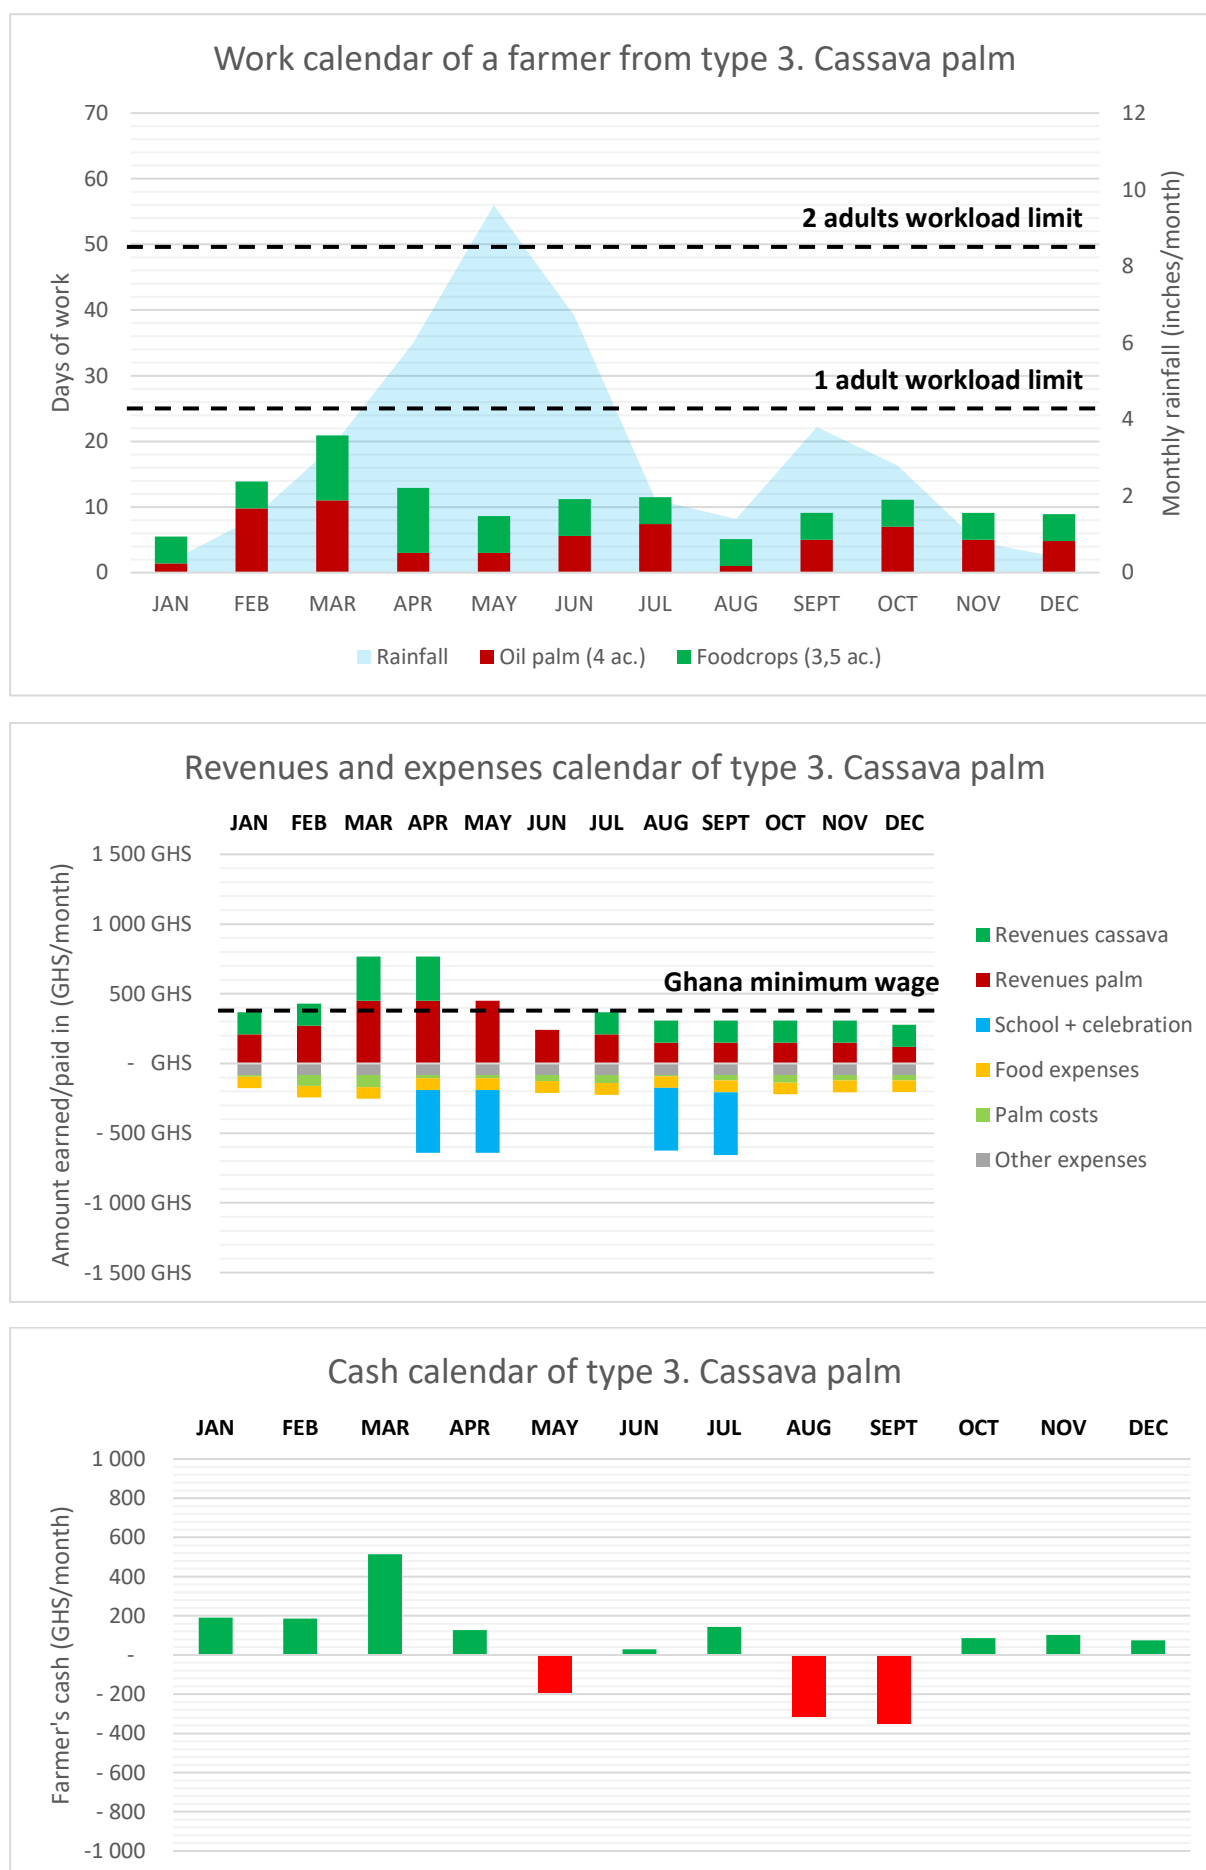 Work calendar of a farmer from type 3. Cassava palm
70
60
50
40
30
20
10
0
Days of work
12
10
8
6
4
2
0
Monthly rainfall (inches/month)
2 adults workload limit
1 adult workload limit
JAN FEB MAR APR MAY JUN JUL AUG SEPT OCT NOV DEC
Rainfall Oil palm (4 ac.) Foodcrops (3,5 ac.)
Revenues and expenses calendar of type 3. Cassava palm
JAN FEB MAR APR MAY JUN JUL AUG SEPT OCT NOV DEC
Amount earned/paid in (GHS/month)
1 500 GHS
1 000 GHS
500 GHS
- GHS
- 500 GHS
-1 000 GHS
-1 500 GHS
Ghana minimum wage
Revenues cassava
Revenues palm
School + celebration
Food expenses
Palm costs
Other expenses
Cash calendar of type 3. Cassava palm
JAN FEB MAR APR MAY JUN JUL AUG SEPT OCT NOV DEC
Farmer's cash (GHS/month)
1 000
800
600
400
200
-
- 200
- 400
- 600
- 800
-1 000